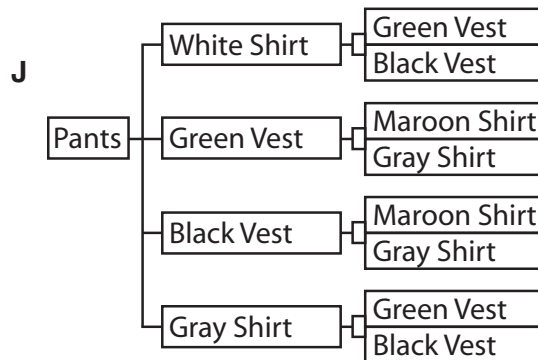 J
Pants
White Shirt
Green Vest
Black Vest
Green Vest
Maroon Shirt
Gray Shirt
Black Vest
Maroon Shirt
Gray Shirt
Gray Shirt
Green Vest
Black Vest